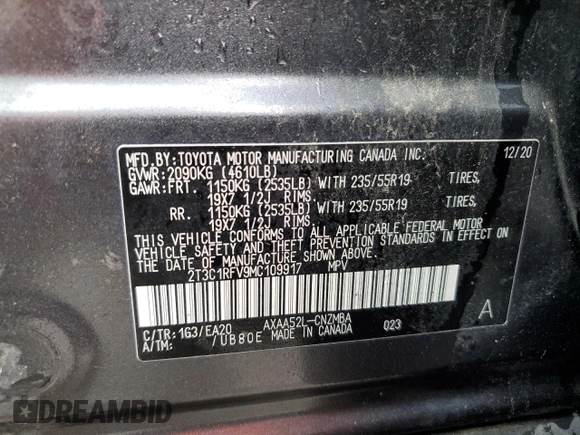 MFD.BY:TOYOTA MOTOR MANUFACTURING CANADA INC. 12/20
GVWR:2090KG (4610LB)
GAWR:FRT. 1150KG (2535LB) WITH 235/55R19 TIRES,
19X7 1/2J RIMS.
RR. 1150KG (2535LB) WITH 235/55R19 TIRES,
19X7 1/2J RIMS.
THIS VEHICLE CONFORMS TO ALL APPLICABLE FEDERAL MOTOR
VEHICLE SAFETY AND THEFT PREVENTION STANDARDS IN EFFECT ON
THE DATE OF MANUFACTURE SHOWN ABOVE.
2T3C1RFV9MC109917 MPV
C/TR:1G3/EA20 AXAA52L-CNZMBA 023 A
A/TM: /UB80E MADE IN CANADA
DREAMBID